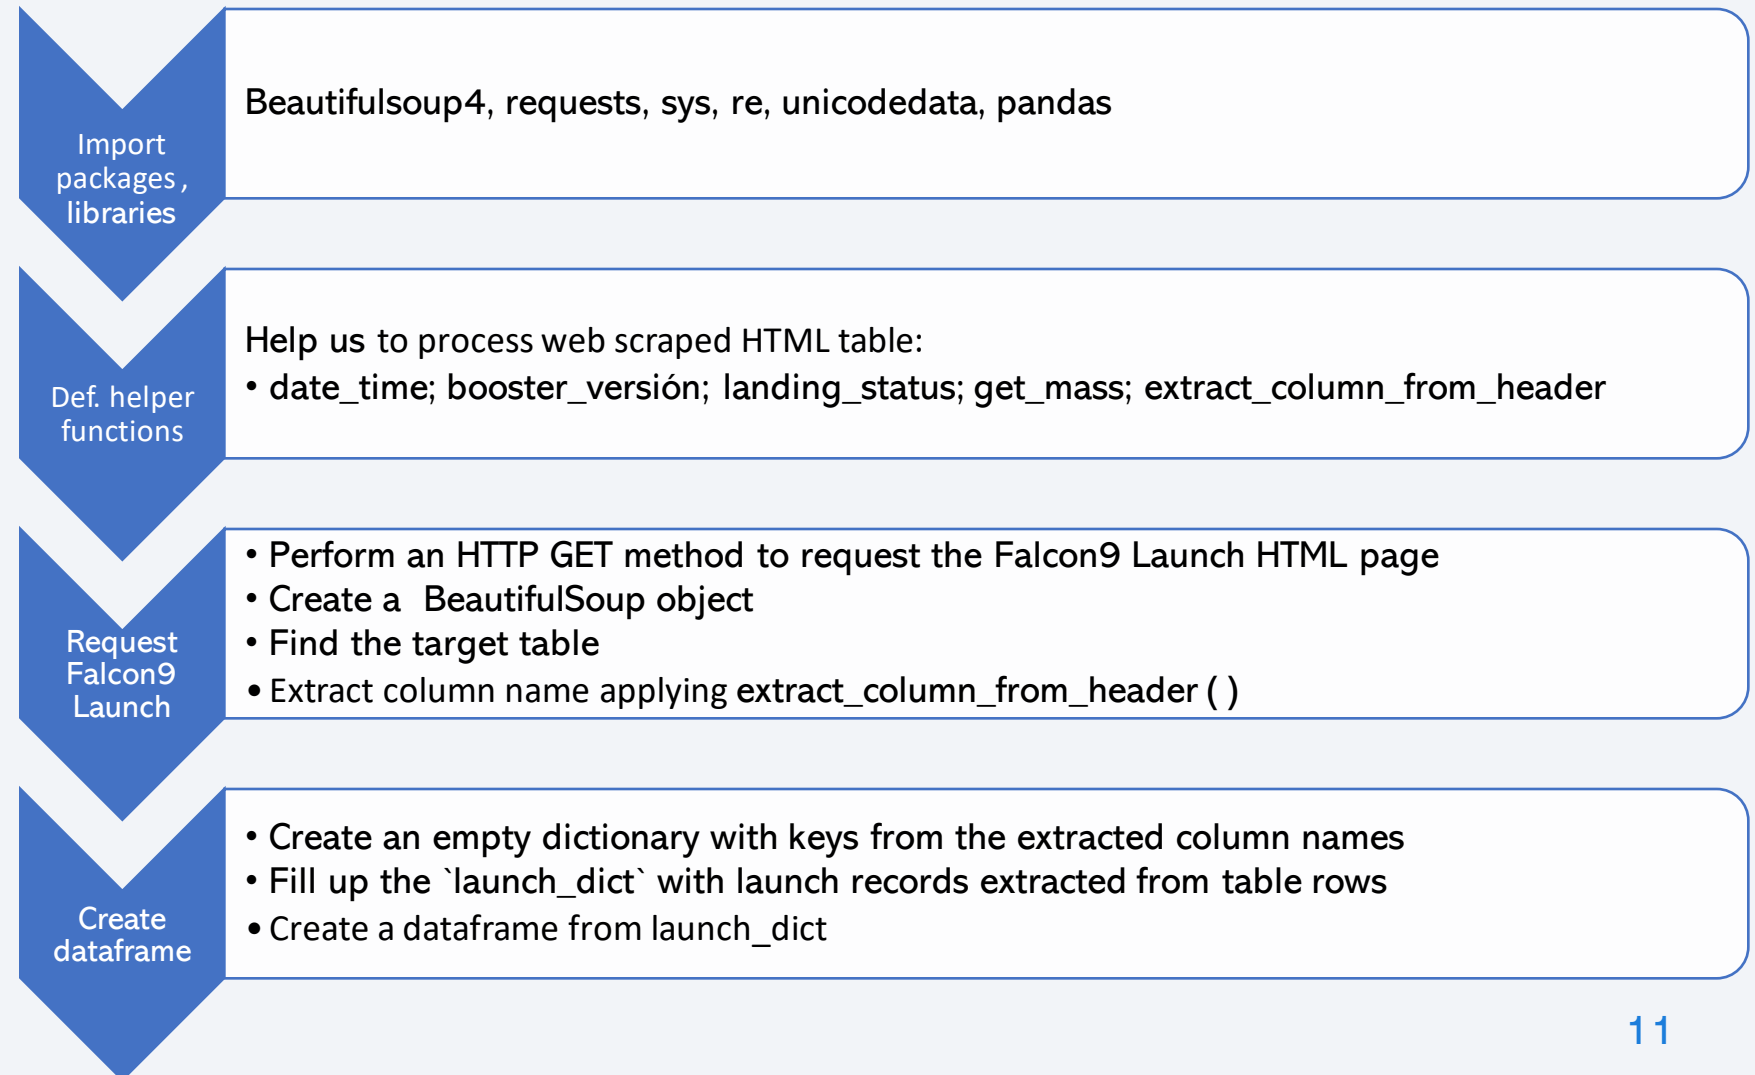 Import
packages,
libraries
Beautifulsoup4, requests, sys, re, unicodedata, pandas
Def. helper
functions
Help us to process web scraped HTML table:
• date_time; booster_versión; landing_status; get_mass; extract_column_from_header
Request
Falcon9
Launch
• Perform an HTTP GET method to request the Falcon9 Launch HTML page
• Create a  BeautifulSoup object
• Find the target table
• Extract column name applying extract_column_from_header ( )
Create
dataframe
• Create an empty dictionary with keys from the extracted column names
• Fill up the `launch_dict` with launch records extracted from table rows
• Create a dataframe from launch_dict
11